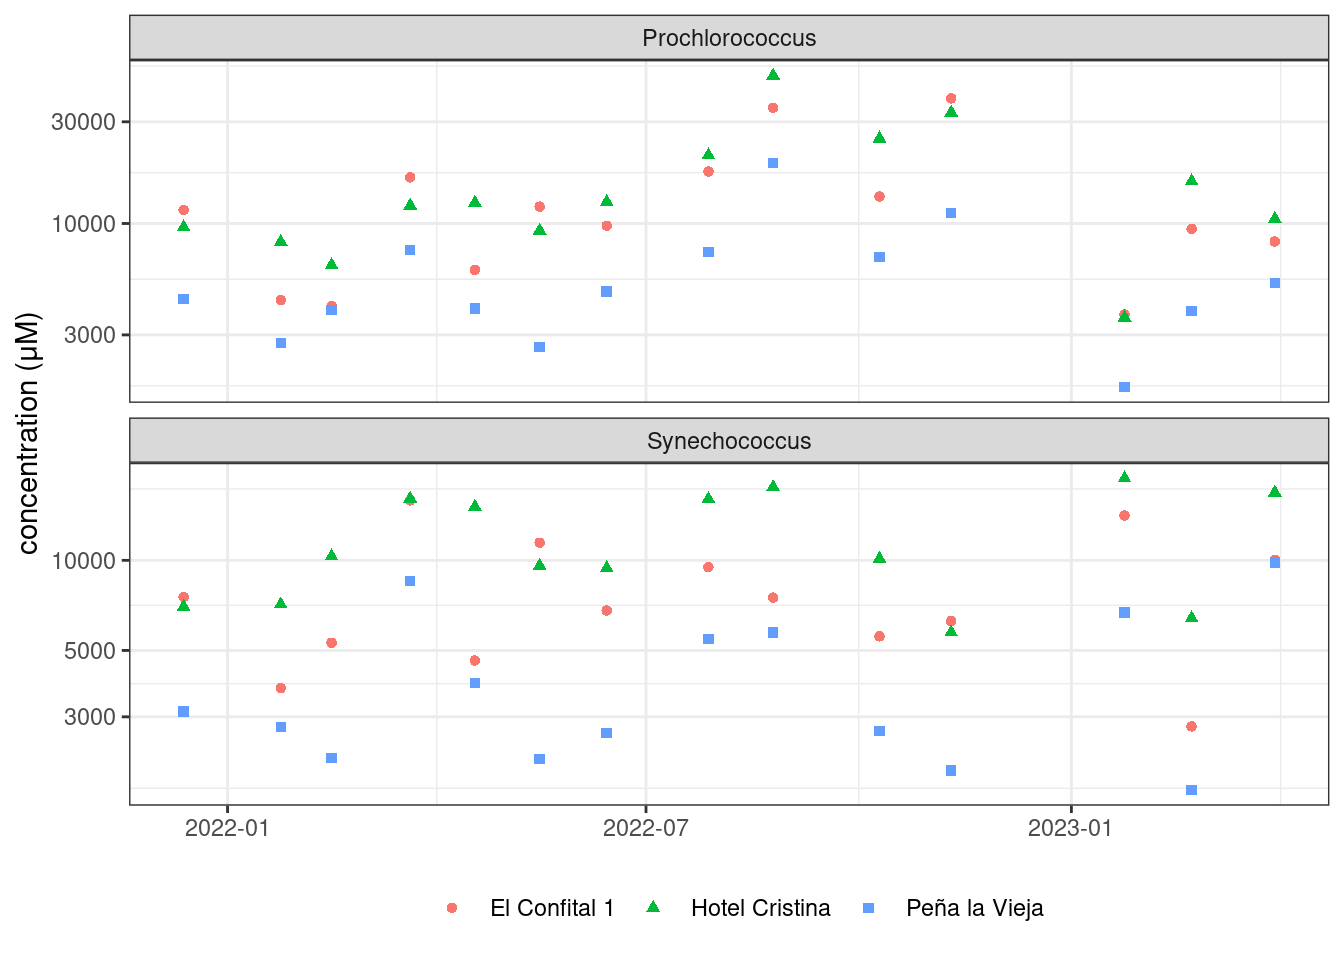 Prochlorococcus
30000
10000
3000
concentration (μM)
Synechococcus
10000
5000
3000
2022-01 2022-07 2023-01
El Confital 1 Hotel Cristina Peña la Vieja